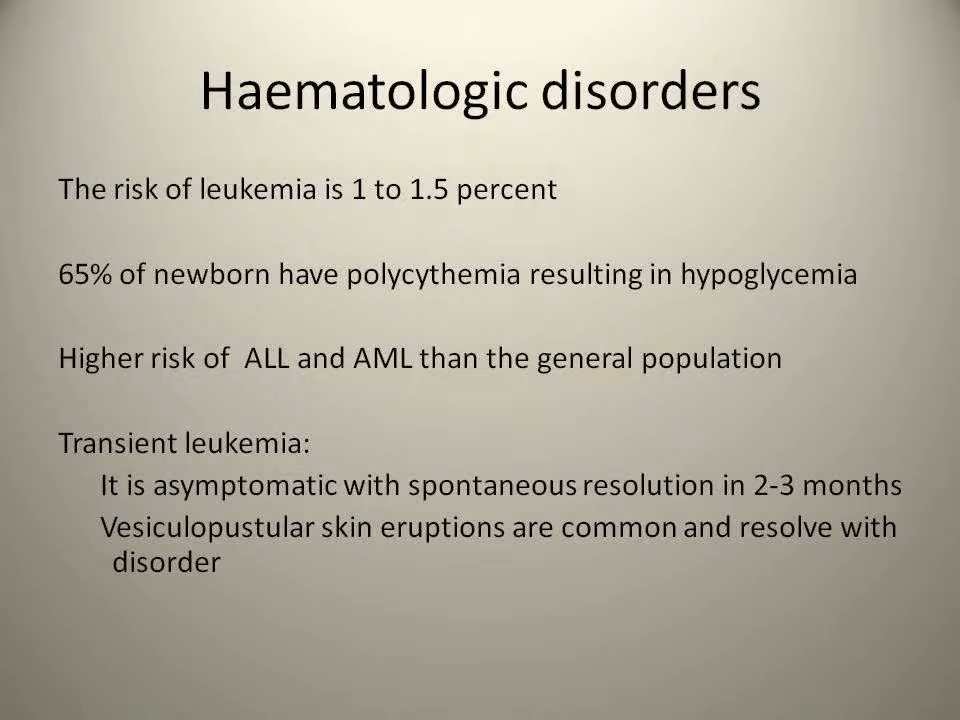 Haematologic disorders
The risk of leukemia is 1 to 1.5 percent
65% of newborn have polycythemia resulting in hypoglycemia
Higher risk of  ALL and AML than the general population
Transient leukemia:
It is asymptomatic with spontaneous resolution in 2-3 months
Vesiculopustular skin eruptions are common and resolve with
disorder